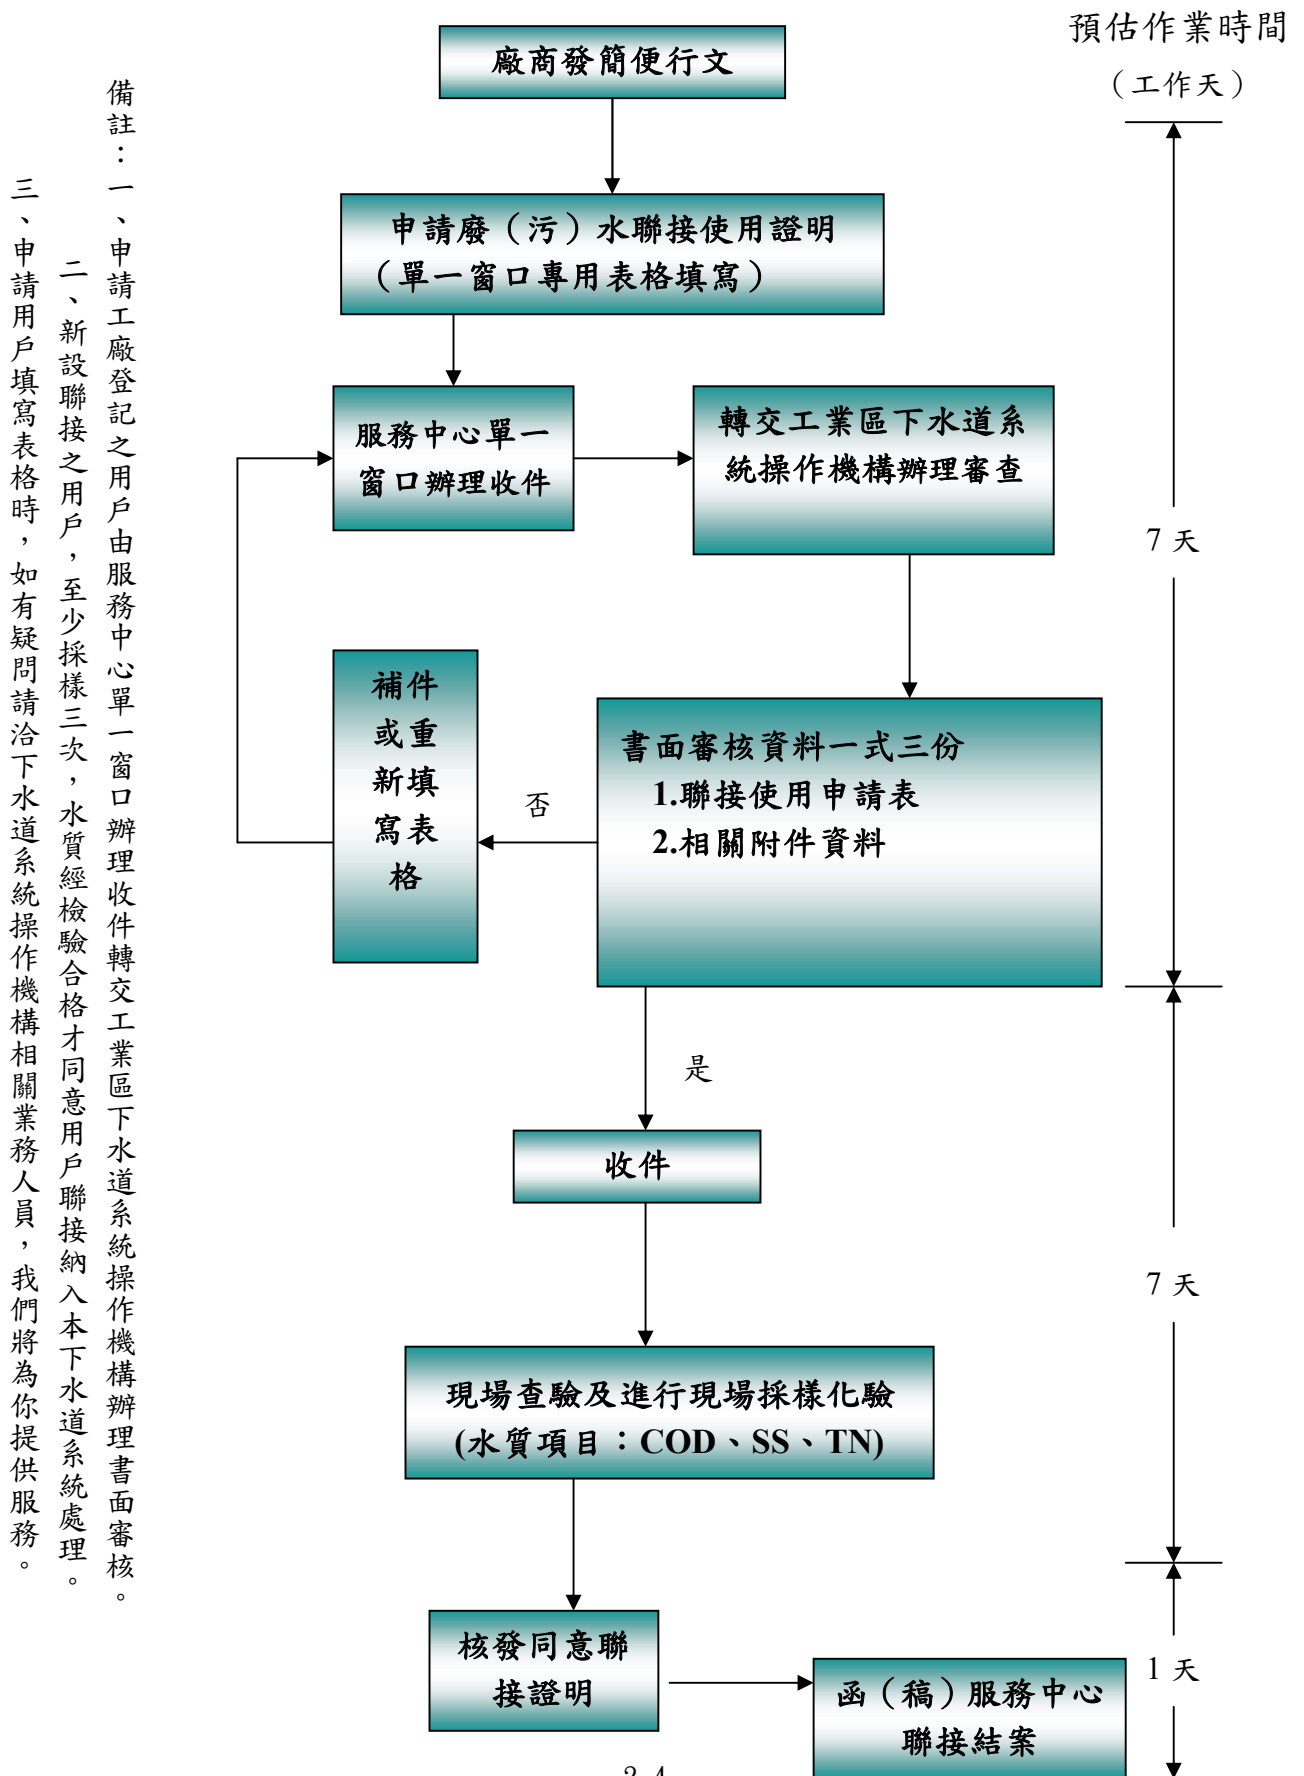 預估作業時間
（工作天）
廠商發簡便行文
申請廢（污）水聯接使用證明
（單一窗口專用表格填寫）
服務中心單一
窗口辦理收件
轉交工業區下水道系
統操作機構辦理審查
7 天
補件
或重
新填
寫表
格
否
書面審核資料一式三份
1.聯接使用申請表
2.相關附件資料
是
收件
7 天
現場查驗及進行現場採樣化驗
(水質項目：COD、SS、TN)
核發同意聯
接證明
函（稿）服務中心
聯接結案
1 天
備註：一、申請工廠登記之用戶由服務中心單一窗口辦理收件轉交工業區下水道系統操作機構辦理書面審核。
二、新設聯接之用戶，至少採樣三次，水質經檢驗合格才同意用戶聯接納入本下水道系統處理。
三、申請用戶填寫表格時，如有疑問請洽下水道系統操作機構相關業務人員，我們將為你提供服務。